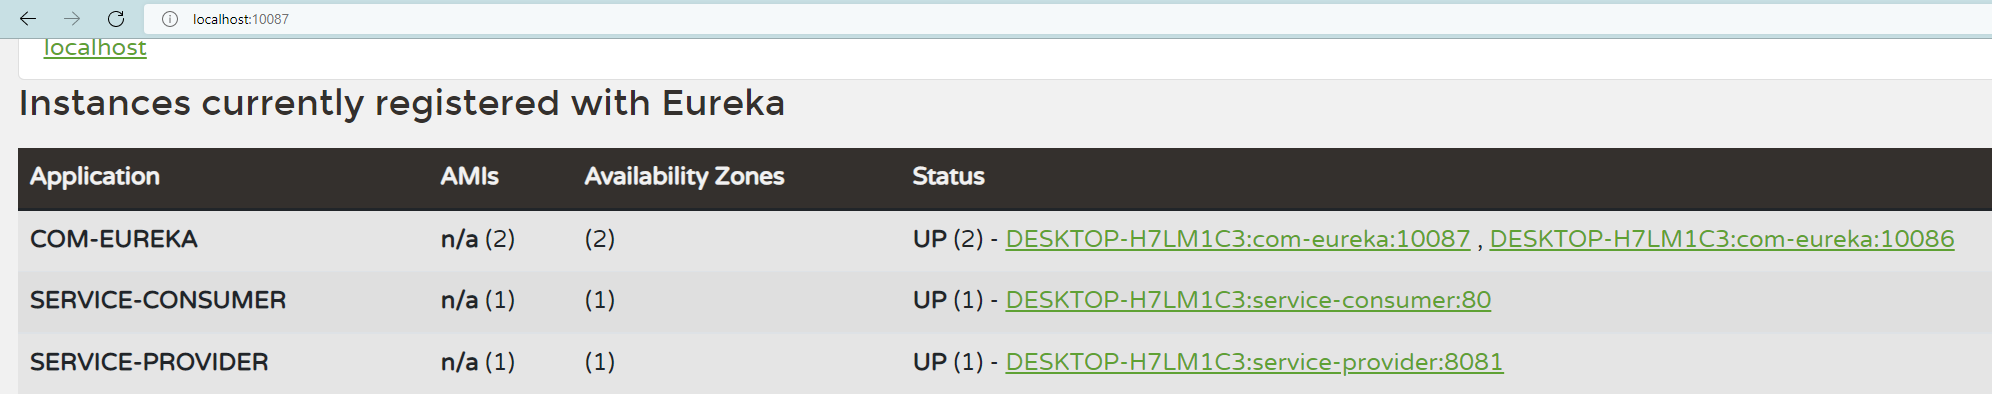 localhost:10087
localhost
Instances currently registered with Eureka
Application AMIs Availability Zones Status
COM-EUREKA n/a (2) (2) UP (2) - DESKTOP-H7LM1C3:com-eureka:10087 , DESKTOP-H7LM1C3:com-eureka:10086
SERVICE-CONSUMER n/a (1) (1) UP (1) - DESKTOP-H7LM1C3:service-consumer:80
SERVICE-PROVIDER n/a (1) (1) UP (1) - DESKTOP-H7LM1C3:service-provider:8081